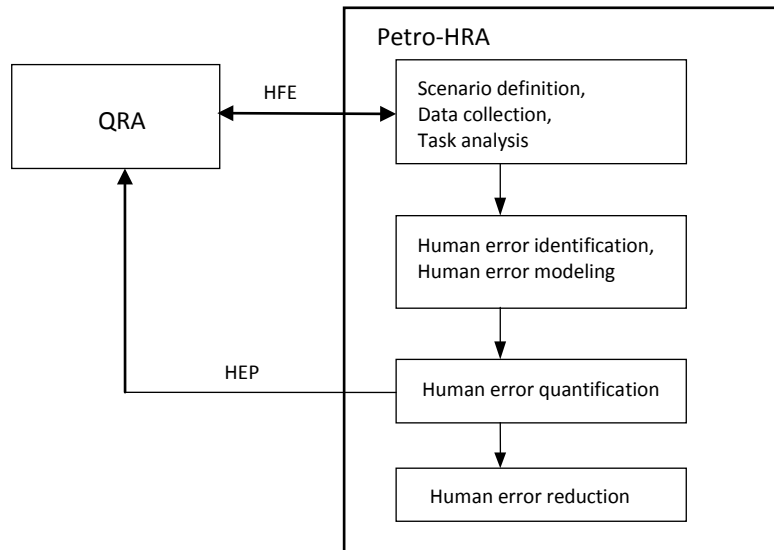 Petro-HRA
QRA
HFE
Scenario definition,
Data collection,
Task analysis
Human error identification,
Human error modeling
HEP
Human error quantification
Human error reduction